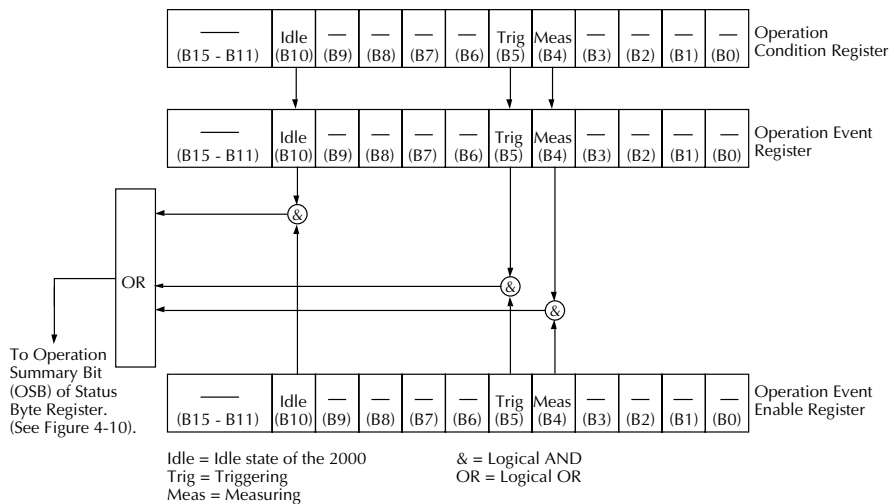 Idle Trig Meas
(B15 - B11) (B10) (B9) (B8) (B7) (B6) (B5) (B4) (B3) (B2) (B1) (B0)
Operation
Condition Register
Idle Trig Meas
(B15 - B11) (B10) (B9) (B8) (B7) (B6) (B5) (B4) (B3) (B2) (B1) (B0)
Operation Event
Register
&
OR
&
&
To Operation
Summary Bit
(OSB) of Status
Byte Register.
(See Figure 4-10).
Idle Trig Meas
(B15 - B11) (B10) (B9) (B8) (B7) (B6) (B5) (B4) (B3) (B2) (B1) (B0)
Operation Event
Enable Register
Idle = Idle state of the 2000
Trig = Triggering
Meas = Measuring
& = Logical AND
OR = Logical OR